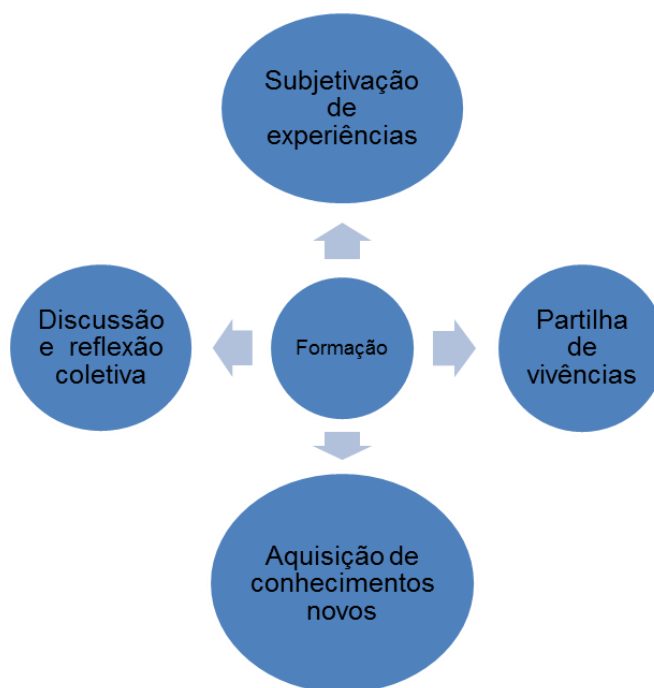 Subjetivação
de
experiências
Discussão
e reflexão
coletiva
Formação
Partilha
de
vivências
Aquisição de
conhecimentos
novos